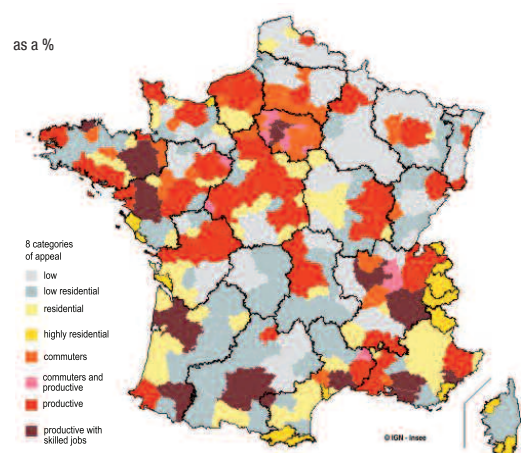 as a %
8 categories
of appeal
low
low residential
residential
highly residential
commuters
commuters and
productive
productive
productive with
skilled jobs
© IGN - Insee